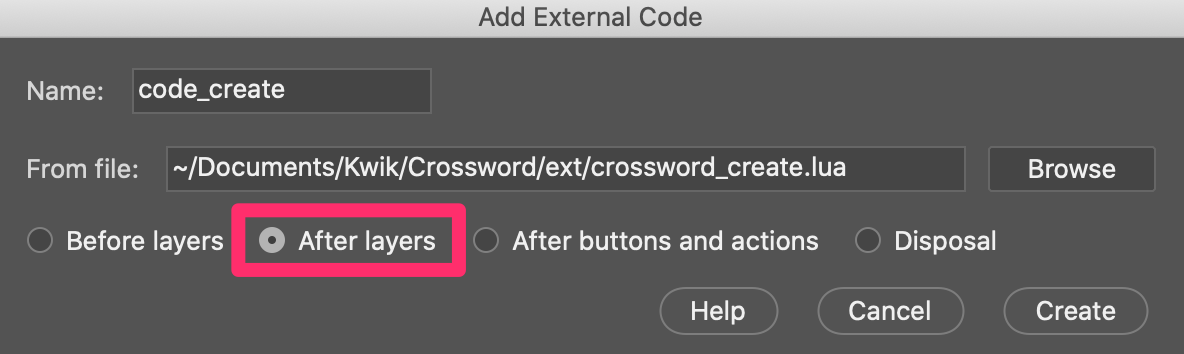 Add External Code
Name: code_create
From file: ~/Documents/Kwik/Crossword/ext/crossword_create.lua Browse
Before layers After layers After buttons and actions Disposal
Help Cancel Create